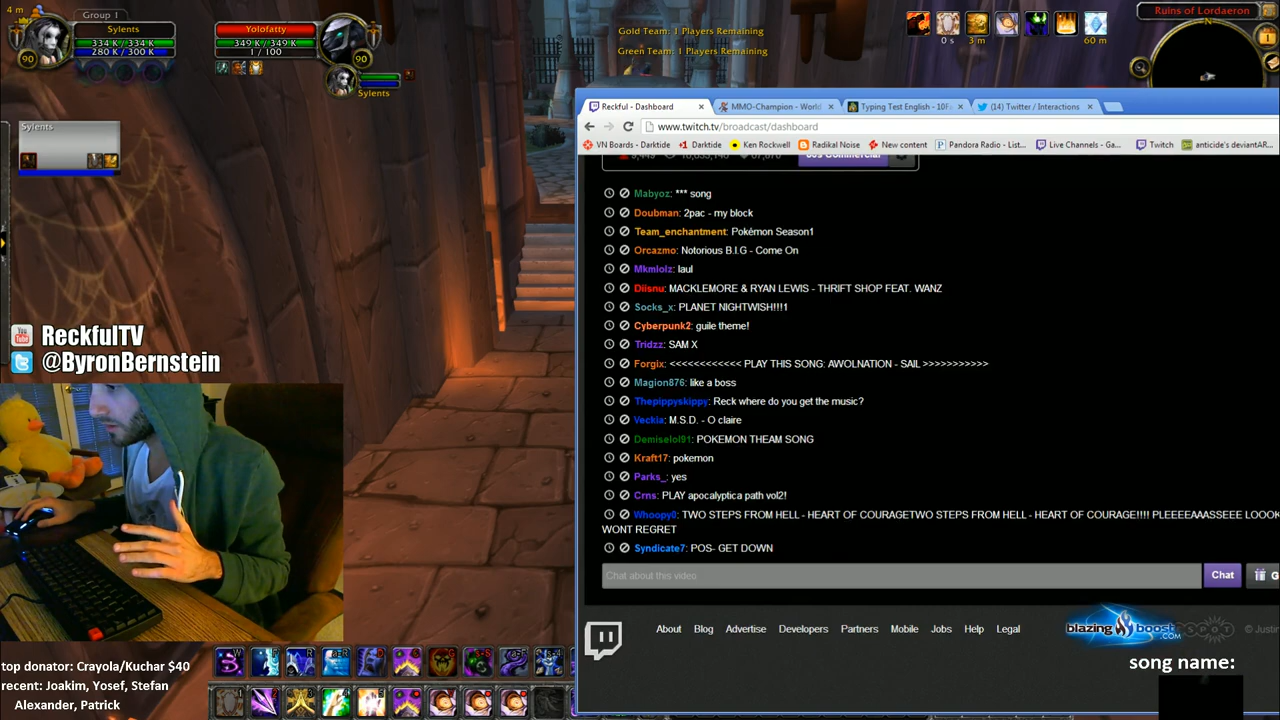 4 m
Group 1
Sylents
334 K / 334 K
280 K / 300 K
90
Yolofatty
349 K / 349 K
1 / 100
90
Sylents
Gold Team: 1 Players Remaining
Green Team: 1 Players Remaining
0 s
3 m
60 m
Ruins of Lordaeron
N
Sylents
Reckful - Dashboard
MMO-Champion - World
Typing Test English - 10F
(14) Twitter / Interactions
www.twitch.tv/broadcast/dashboard
VN Boards - Darktide
+1
Darktide
Ken Rockwell
Radikal Noise
New Content
Pandora Radio - List...
Live Channels - Ga...
Twitch
anticide's deviantAR...
Mabyoz: *** song
Doubman: 2pac - my block
Team_enchantment: Pokémon Season1
Orcazmo: Notorious B.I.G - Come On
Mkmlolz: laul
Diisnu: MACKLEMORE & RYAN LEWIS - THRIFT SHOP FEAT. WANZ
Socks_x: PLANET NIGHTWISH!!!1
Cyberpunk2: guile theme!
Tridzz: SAM X
Forgix: <<<<<<<<<<<< PLAY THIS SONG: AWOLNATION - SAIL >>>>>>>>>>>
Magion876: like a boss
Thepippyskippy: Reck where do you get the music?
Veckla: M.S.D. - O claire
Demiselol91: POKEMON THEAM SONG
Kraft17: pokemon
Parks_: yes
Crns: PLAY apocalyptica path vol2!
Whoopy0: TWO STEPS FROM HELL - HEART OF COURAGETWO STEPS FROM HELL - HEART OF COURAGE!!!! PLEEEEAAASSEEE LOOOK
WONT REGRET
Syndicate7: POS- GET DOWN
Chat about this video
Chat
G
About
Blog
Advertise
Developers
Partners
Mobile
Jobs
Help
Legal
blazing boost
.COM
© Justin
song name:
You Tube
ReckfulTV
@ByronBernstein
top donator: Crayola/Kuchar $40
recent: Joakim, Yosef, Stefan
Alexander, Patrick